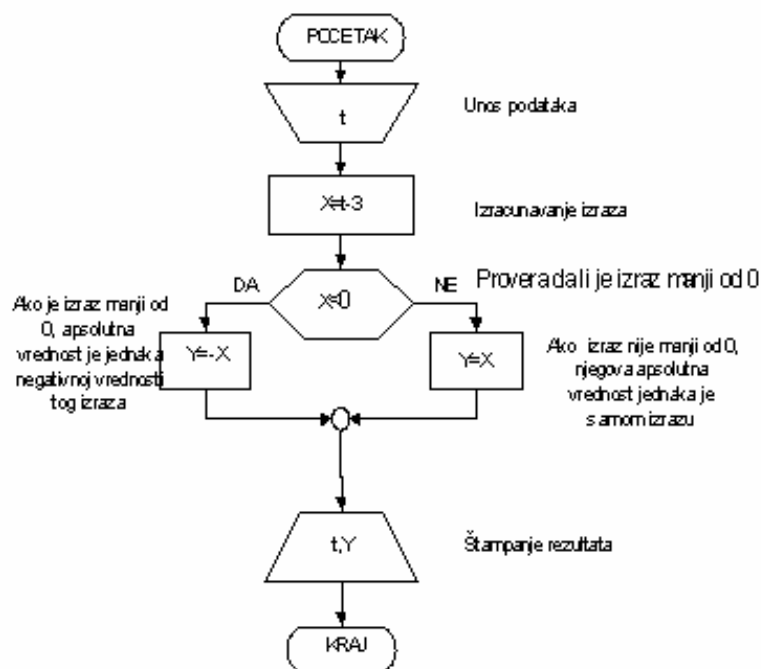 POCETAK
t
Unos podataka
X=t-3
Izracunavanje izraza
X<0
DA
NE
Provera da li je izraz manji od 0
Ako je izraz manji od
0, apsolutna
vrednost je jednaka
negativnoj vrednosti
tog izraza
Y=-X
Y=X
Ako izraz nije manji od 0,
njegova apsolutna
vrednost jednaka je
samom izrazu
t,Y
Štampanje rezultata
KRAJ